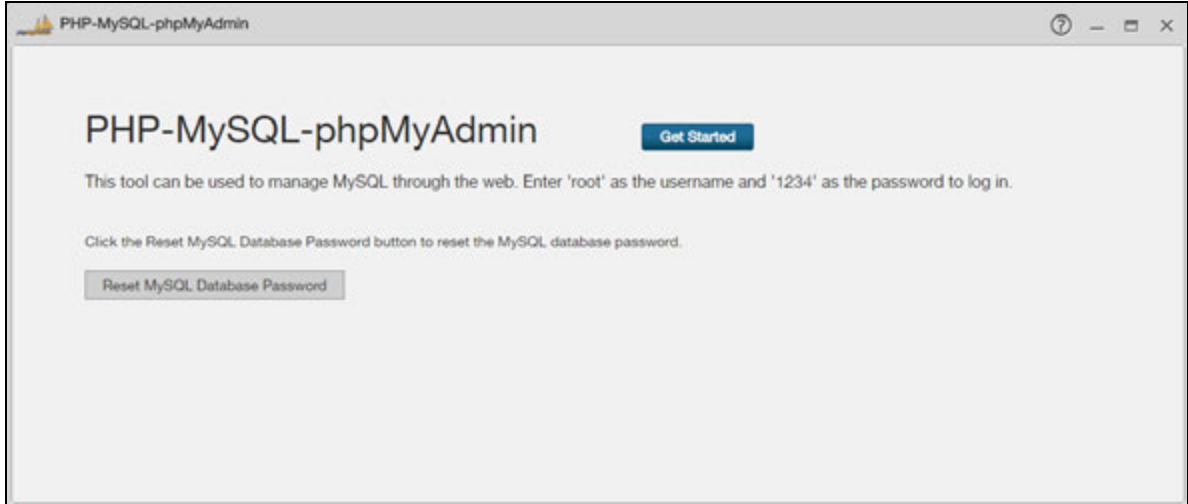 PHP-MySQL-phpMyAdmin
PHP-MySQL-phpMyAdmin
Get Started
This tool can be used to manage MySQL through the web. Enter 'root' as the username and '1234' as the password to log in.
Click the Reset MySQL Database Password button to reset the MySQL database password.
Reset MySQL Database Password